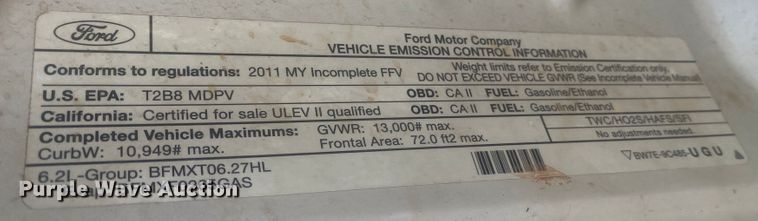 Ford
Ford Motor Company
VEHICLE EMISSION CONTROL INFORMATION
Conforms to regulations: 2011 MY Incomplete FFV
Weight limits refer to Emission Certification only.
DO NOT EXCEED VEHICLE GVWR (See Incomplete Vehicle Manual
U.S. EPA: T2B8 MDPV OBD: CA II FUEL: Gasoline/Ethanol
California: Certified for sale ULEV II qualified OBD: CA II FUEL: Gasoline/Ethanol
Completed Vehicle Maximums: GVWR: 13,000# max.
CurbW: 10,949# max. Frontal Area: 72.0 ft2 max.
TWC/HO2S/HAFS/SFI
No adjustments needed.
6.2L-Group: BFMXT06.27HL
BW7E-9C485-UGU
Purple Wave Auction